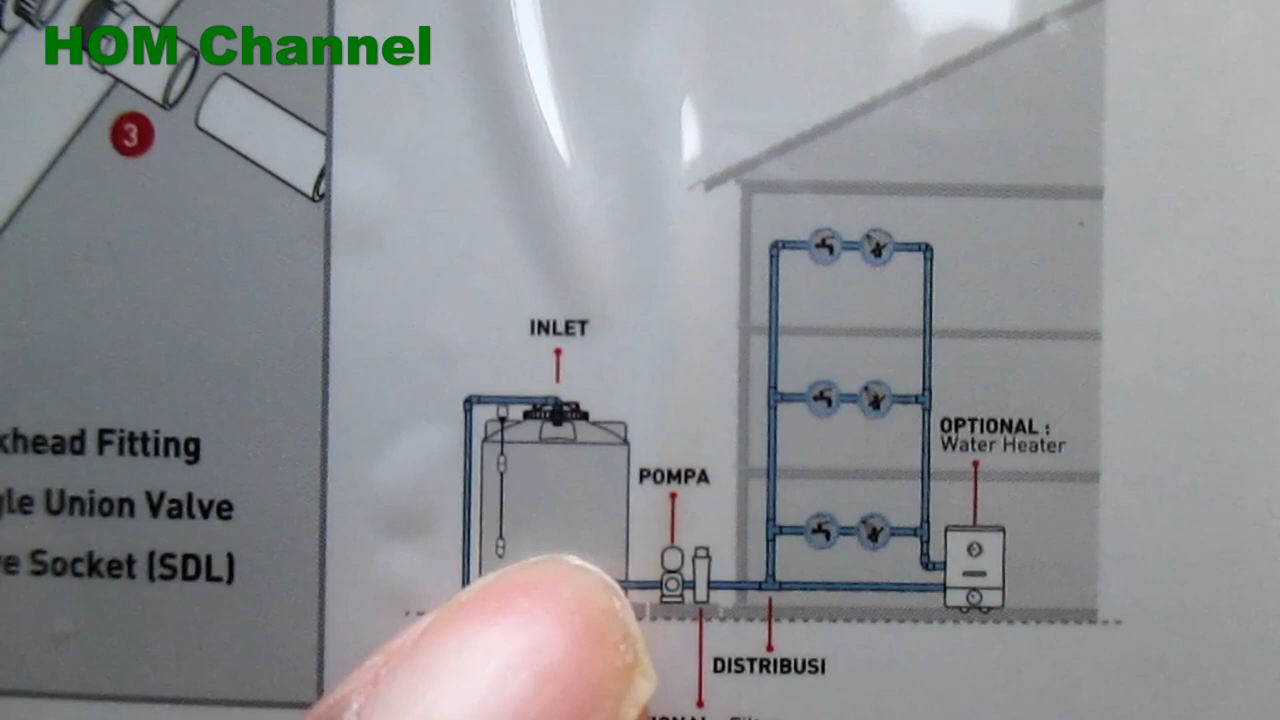 HOM Channel
3
INLET
POMPA
OPTIONAL :
Water Heater
khead Fitting
gle Union Valve
e Socket (SDL)
DISTRIBUSI